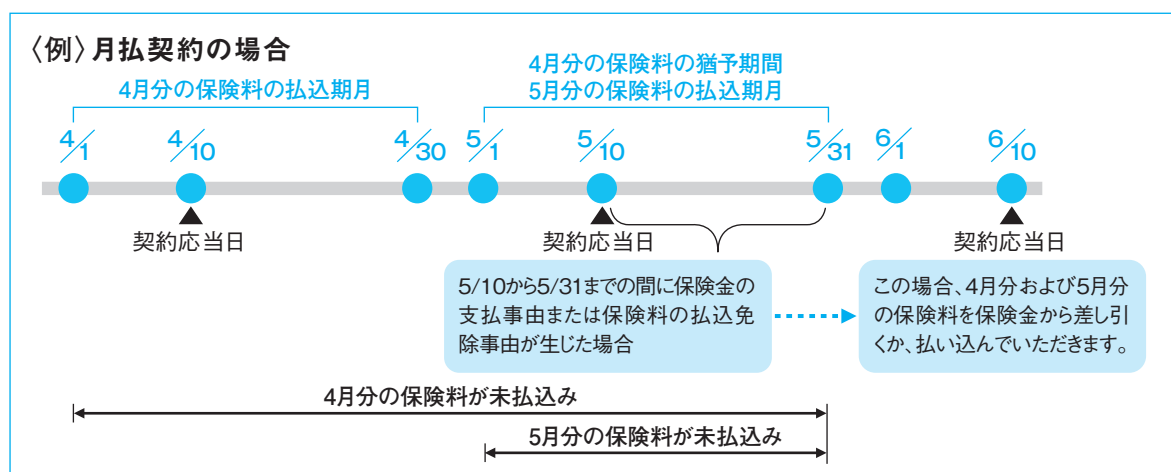 〈例〉月払契約の場合
4月分の保険料の払込期月
4月分の保険料の猶予期間
5月分の保険料の払込期月
4/1
4/10
4/30
5/1
5/10
5/31
6/1
6/10
契約応当日
契約応当日
契約応当日
5/10から5/31までの間に保険金の
支払事由または保険料の払込免
除事由が生じた場合
この場合、4月分および5月分
の保険料を保険金から差し引
くか、払い込んでいただきます。
4月分の保険料が未払込み
5月分の保険料が未払込み